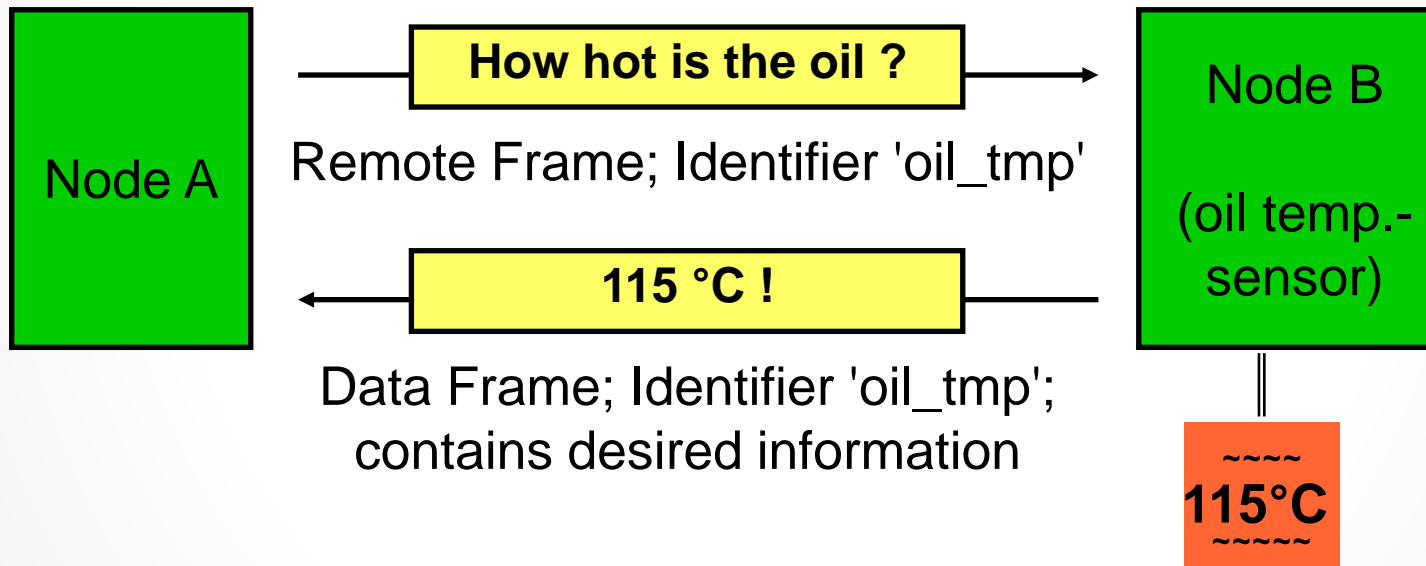 How hot is the oil ?
Node A
Remote Frame; Identifier 'oil_tmp'
Node B
(oil temp.-
sensor)
115 °C !
Data Frame; Identifier 'oil_tmp';
contains desired information
~~~~
115°C
~~~~~